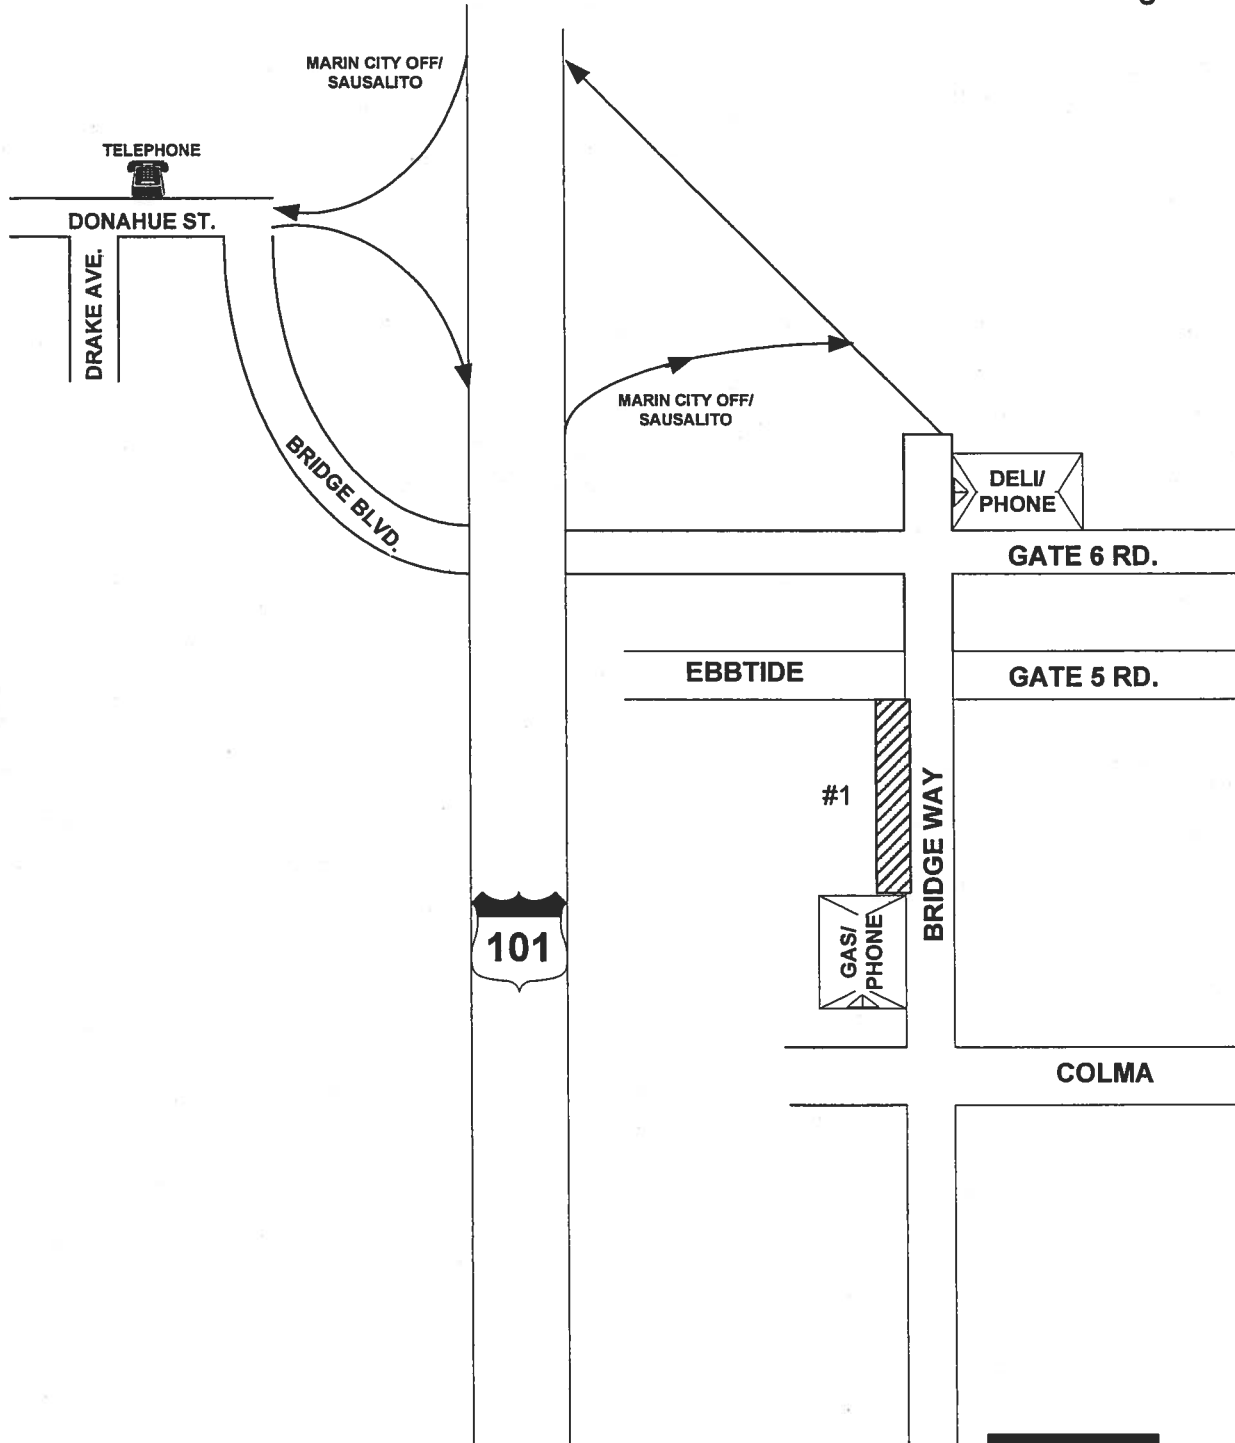 MARIN CITY OFF/
SAUSALITO
TELEPHONE
DONAHUE ST.
DRAKE AVE.
BRIDGE BLVD.
MARIN CITY OFF/
SAUSALITO
DELI/
PHONE
GATE 6 RD.
EBBTIDE
GATE 5 RD.
#1
BRIDGE WAY
GAS/
PHONE
101
COLMA